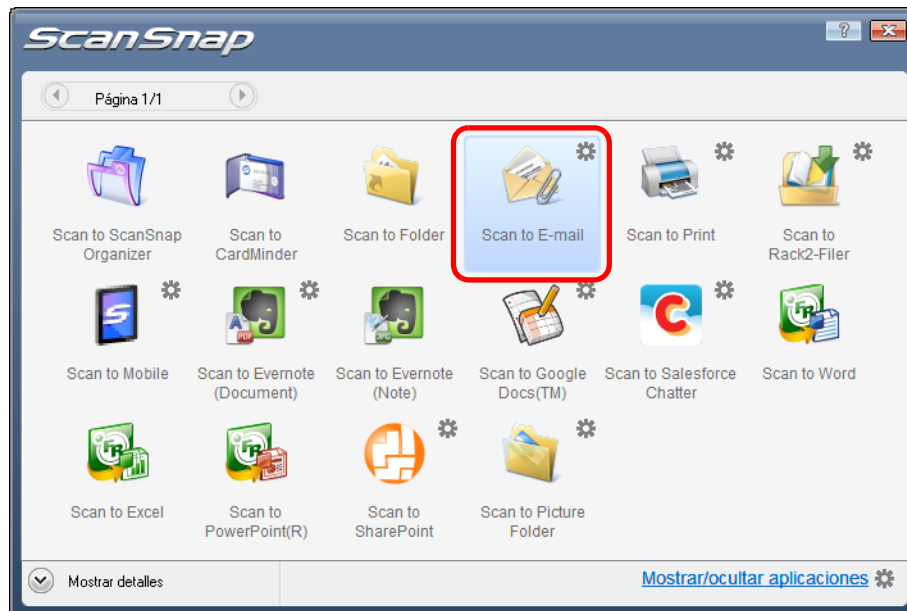 ScanSnap
Página 1/1
Scan to ScanSnap
Organizer
Scan to
CardMinder
Scan to Folder
Scan to E-mail
Scan to Print
Scan to
Rack2-Filer
Scan to Mobile
Scan to Evernote
(Document)
Scan to Evernote
(Note)
Scan to Google
Docs(TM)
Scan to Salesforce
Chatter
Scan to Word
Scan to Excel
Scan to
PowerPoint(R)
Scan to
SharePoint
Scan to Picture
Folder
Mostrar detalles
Mostrar/ocultar aplicaciones